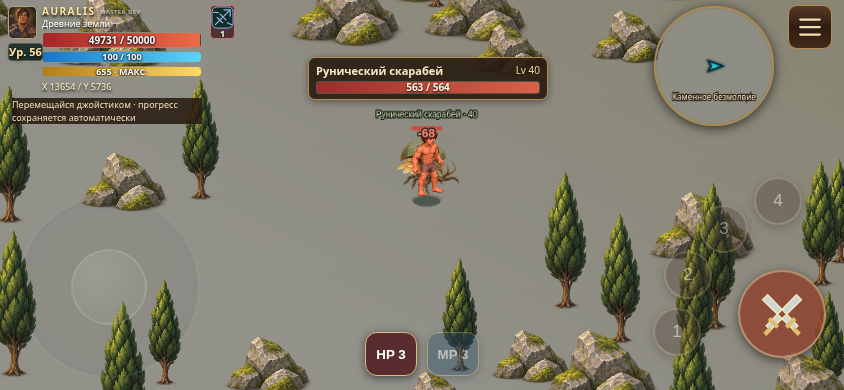 AURALIS MASTER DEV
Древние земли
Ур. 56
49731 / 50000
100 / 100
655 · МАКС.
X 13654 / Y 5736
Перемещайся джойстиком · прогресс
сохраняется автоматически
1
Рунический скарабей Lv 40
563 / 564
Рунический скарабей · 40
-68
Каменное безмолвие
4
3
2
1
HP 3
MP 3